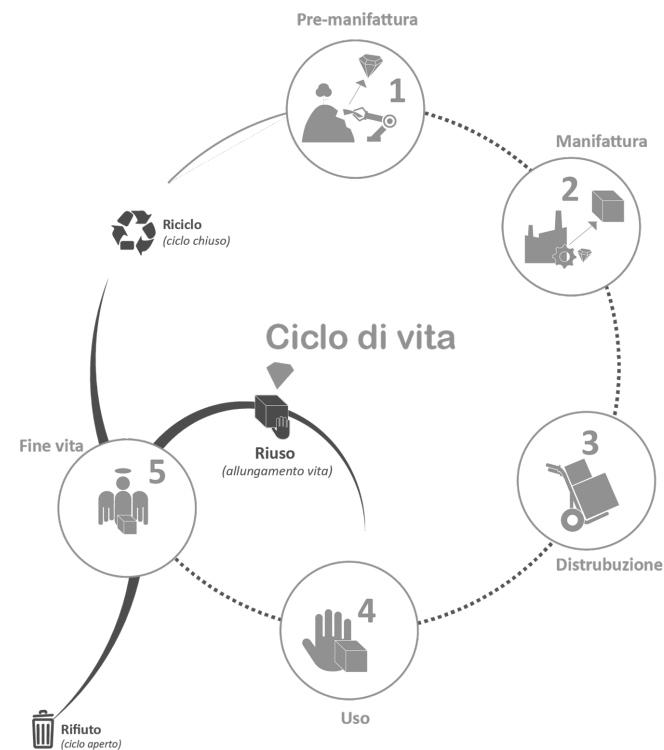 Pre-manifattura
1
Manifattura
2
Riciclo
(ciclo chiuso)
Ciclo di vita
Riuso
(allungamento vita)
Fine vita
5
3
Distrubuzione
4
Uso
Rifiuto
(ciclo aperto)